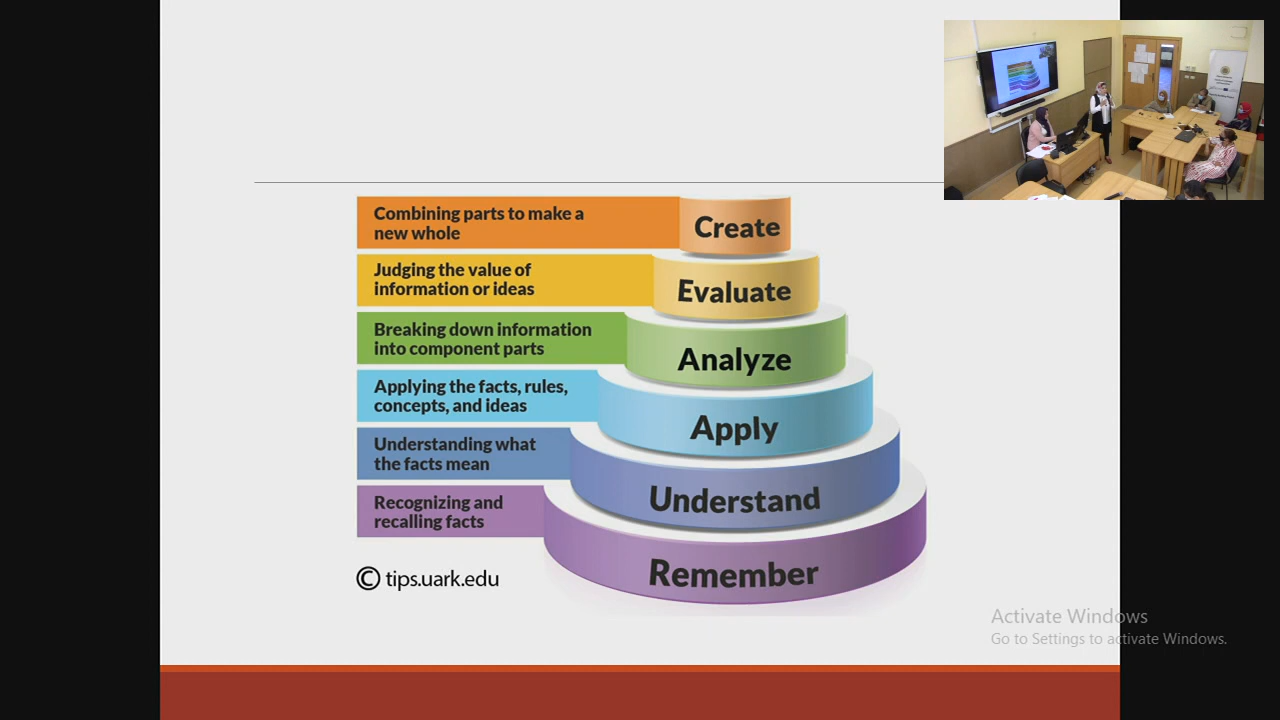 Combining parts to make a
new whole
Create
Judging the value of
information or ideas
Evaluate
Breaking down information
into component parts
Analyze
Applying the facts, rules,
concepts, and ideas
Apply
Understanding what
the facts mean
Understand
Recognizing and
recalling facts
Remember
© tips.uark.edu
Activate Windows
Go to Settings to activate Windows.